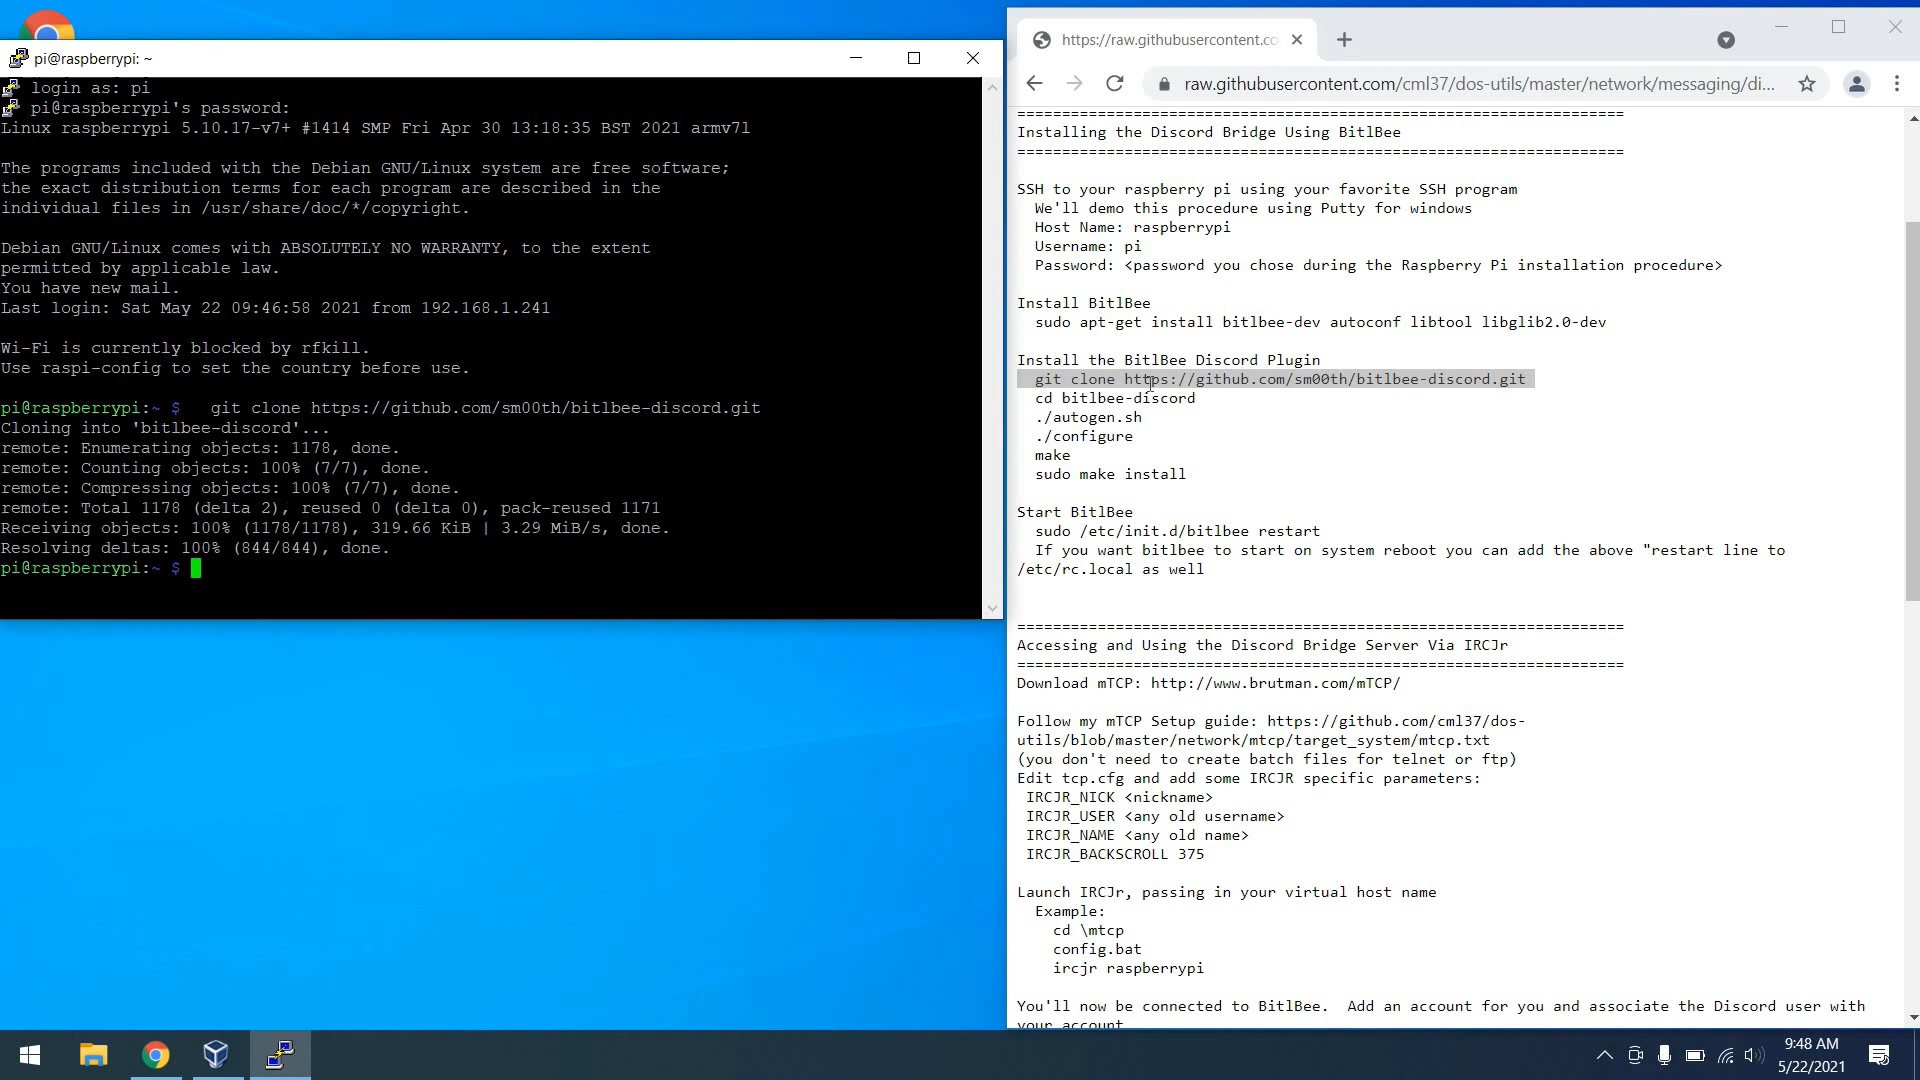 pi@raspberrypi: ~
login as: pi
pi@raspberrypi's password:
Linux raspberrypi 5.10.17-v7+ #1414 SMP Fri Apr 30 13:18:35 BST 2021 armv7l
The programs included with the Debian GNU/Linux system are free software;
the exact distribution terms for each program are described in the
individual files in /usr/share/doc/*/copyright.
Debian GNU/Linux comes with ABSOLUTELY NO WARRANTY, to the extent
permitted by applicable law.
You have new mail.
Last login: Sat May 22 09:46:58 2021 from 192.168.1.241
Wi-Fi is currently blocked by rfkill.
Use raspi-config to set the country before use.
pi@raspberrypi:~ $   git clone https://github.com/sm00th/bitlbee-discord.git
Cloning into 'bitlbee-discord'...
remote: Enumerating objects: 1178, done.
remote: Counting objects: 100% (7/7), done.
remote: Compressing objects: 100% (7/7), done.
remote: Total 1178 (delta 2), reused 0 (delta 0), pack-reused 1171
Receiving objects: 100% (1178/1178), 319.66 KiB | 3.29 MiB/s, done.
Resolving deltas: 100% (844/844), done.
pi@raspberrypi:~ $
https://raw.githubusercontent.co
raw.githubusercontent.com/cml37/dos-utils/master/network/messaging/di...
====================================================================
Installing the Discord Bridge Using BitlBee
====================================================================
SSH to your raspberry pi using your favorite SSH program
  We'll demo this procedure using Putty for windows
  Host Name: raspberrypi
  Username: pi
  Password: <password you chose during the Raspberry Pi installation procedure>
Install BitlBee
  sudo apt-get install bitlbee-dev autoconf libtool libglib2.0-dev
Install the BitlBee Discord Plugin
  git clone https://github.com/sm00th/bitlbee-discord.git
  cd bitlbee-discord
  ./autogen.sh
  ./configure
  make
  sudo make install
Start BitlBee
  sudo /etc/init.d/bitlbee restart
  If you want bitlbee to start on system reboot you can add the above "restart line to
/etc/rc.local as well
====================================================================
Accessing and Using the Discord Bridge Server Via IRCJr
====================================================================
Download mTCP: http://www.brutman.com/mTCP/
Follow my mTCP Setup guide: https://github.com/cml37/dos-
utils/blob/master/network/mtcp/target_system/mtcp.txt
(you don't need to create batch files for telnet or ftp)
Edit tcp.cfg and add some IRCJR specific parameters:
 IRCJR_NICK <nickname>
 IRCJR_USER <any old username>
 IRCJR_NAME <any old name>
 IRCJR_BACKSCROLL 375
Launch IRCJr, passing in your virtual host name
  Example:
    cd \mtcp
    config.bat
    ircjr raspberrypi
You'll now be connected to BitlBee.  Add an account for you and associate the Discord user with
your account
9:48 AM
5/22/2021